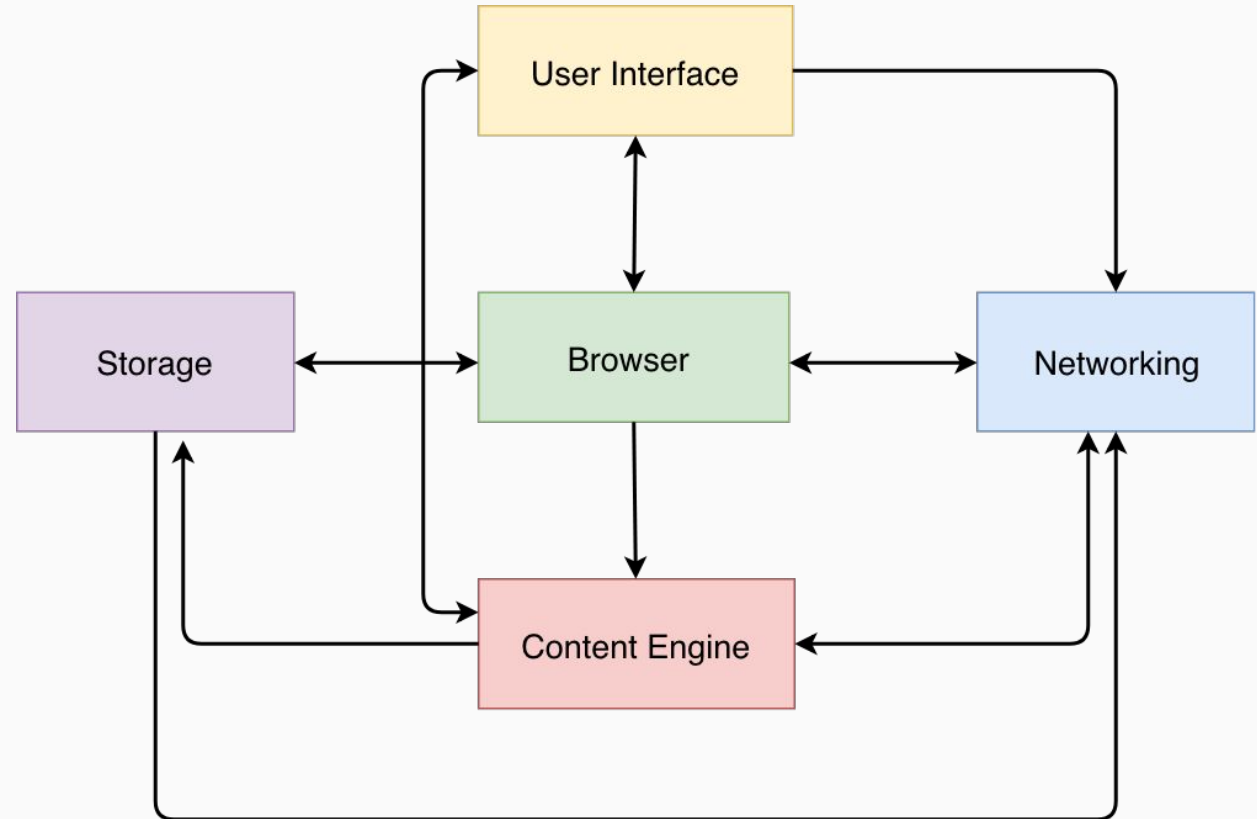 User Interface
Storage
Browser
Networking
Content Engine